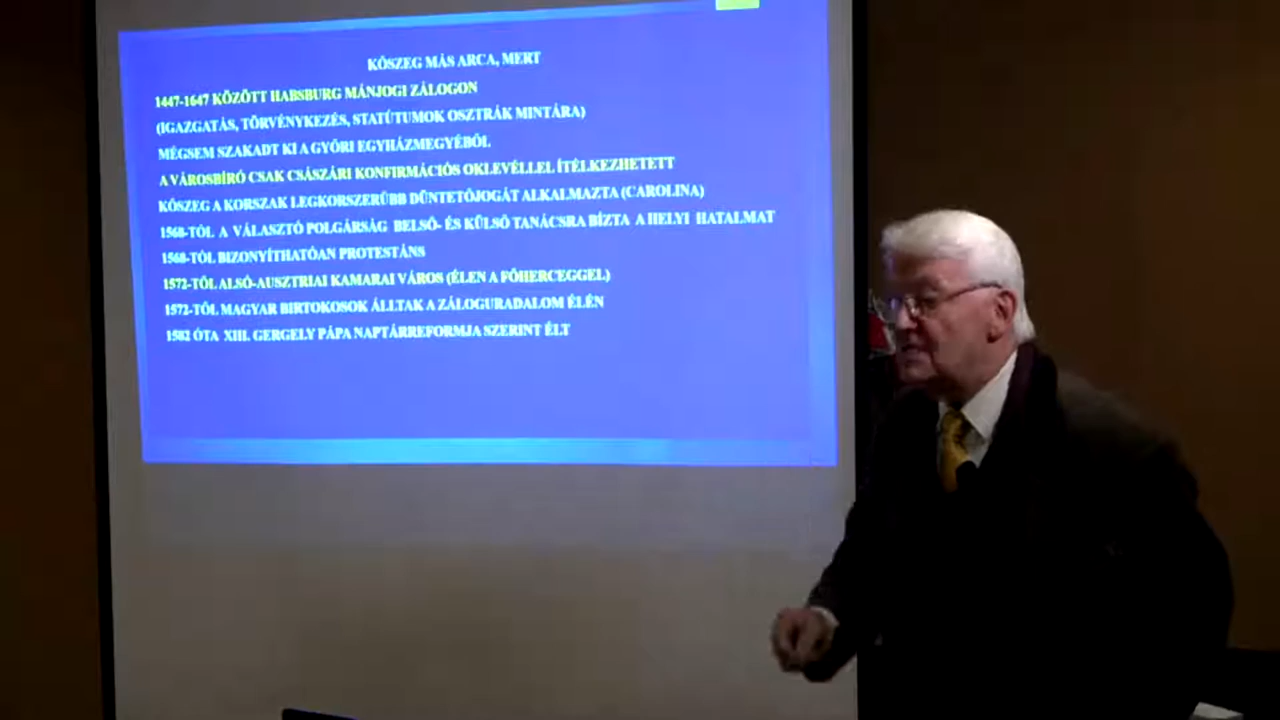 KŐSZEG MÁS ARCA, MERT
1447-1647 KÖZÖTT HABSBURG MÁNJOGI ZÁLOGON
(IGAZGATÁS, TÖRVÉNYKEZÉS, STATÚTUMOK OSZTRÁK MINTÁRA)
MÉGSEM SZAKADT KI A GYŐRI EGYHÁZMEGYÉBŐL
A VÁROSBÍRÓ CSAK CSÁSZÁRI KONFIRMÁCIÓS OKLEVÉLLEL ÍTÉLKEZHETETT
KŐSZEG A KORSZAK LEGKORSZERŰBB BŰNTETŐJOGÁT ALKALMAZTA (CAROLINA)
1568-TÓL A VÁLASZTÓ POLGÁRSÁG BELSŐ- ÉS KÜLSŐ TANÁCSRA BÍZTA A HELYI HATALMAT
1568-TÓL BIZONYÍTHATÓAN PROTESTÁNS
1572-TŐL ALSÓ-AUSZTRIAI KAMARAI VÁROS (ÉLEN A FŐHERCEGGEL)
1572-TŐL MAGYAR BIRTOKOSOK ÁLLTAK A ZÁLOGURADALOM ÉLÉN
1582 ÓTA XIII. GERGELY PÁPA NAPTÁRREFORMJA SZERINT ÉLT